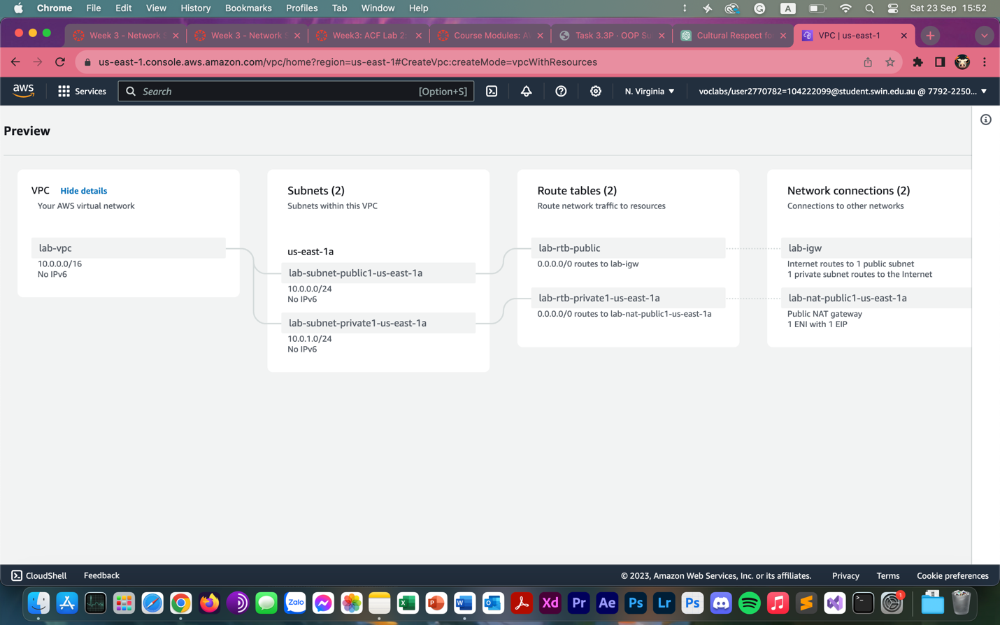 Chrome File Edit View History Bookmarks Profiles Tab Window Help A Sat 23 Sep 15:52
Week 3 - Network S Week 3 - Network S Week3: ACF Lab 2: Course Modules: A Task 3.3P · OOP Su Cultural Respect fo VPC | us-east-1
us-east-1.console.aws.amazon.com/vpc/home?region=us-east-1#CreateVpc:createMode=vpcWithResources
aws Services Search [Option+S] N. Virginia voclabs/user2770782=104222099@student.swin.edu.au @ 7792-2250...
Preview
VPC Hide details
Your AWS virtual network
lab-vpc
10.0.0.0/16
No IPv6
Subnets (2)
Subnets within this VPC
us-east-1a
lab-subnet-public1-us-east-1a
10.0.0.0/24
No IPv6
lab-subnet-private1-us-east-1a
10.0.1.0/24
No IPv6
Route tables (2)
Route network traffic to resources
lab-rtb-public
0.0.0.0/0 routes to lab-igw
lab-rtb-private1-us-east-1a
0.0.0.0/0 routes to lab-nat-public1-us-east-1a
Network connections (2)
Connections to other networks
lab-igw
Internet routes to 1 public subnet
1 private subnet routes to the Internet
lab-nat-public1-us-east-1a
Public NAT gateway
1 ENI with 1 EIP
CloudShell Feedback © 2023, Amazon Web Services, Inc. or its affiliates. Privacy Terms Cookie preferences
Zalo Xd Pr Ae Ps Lr Ps 1